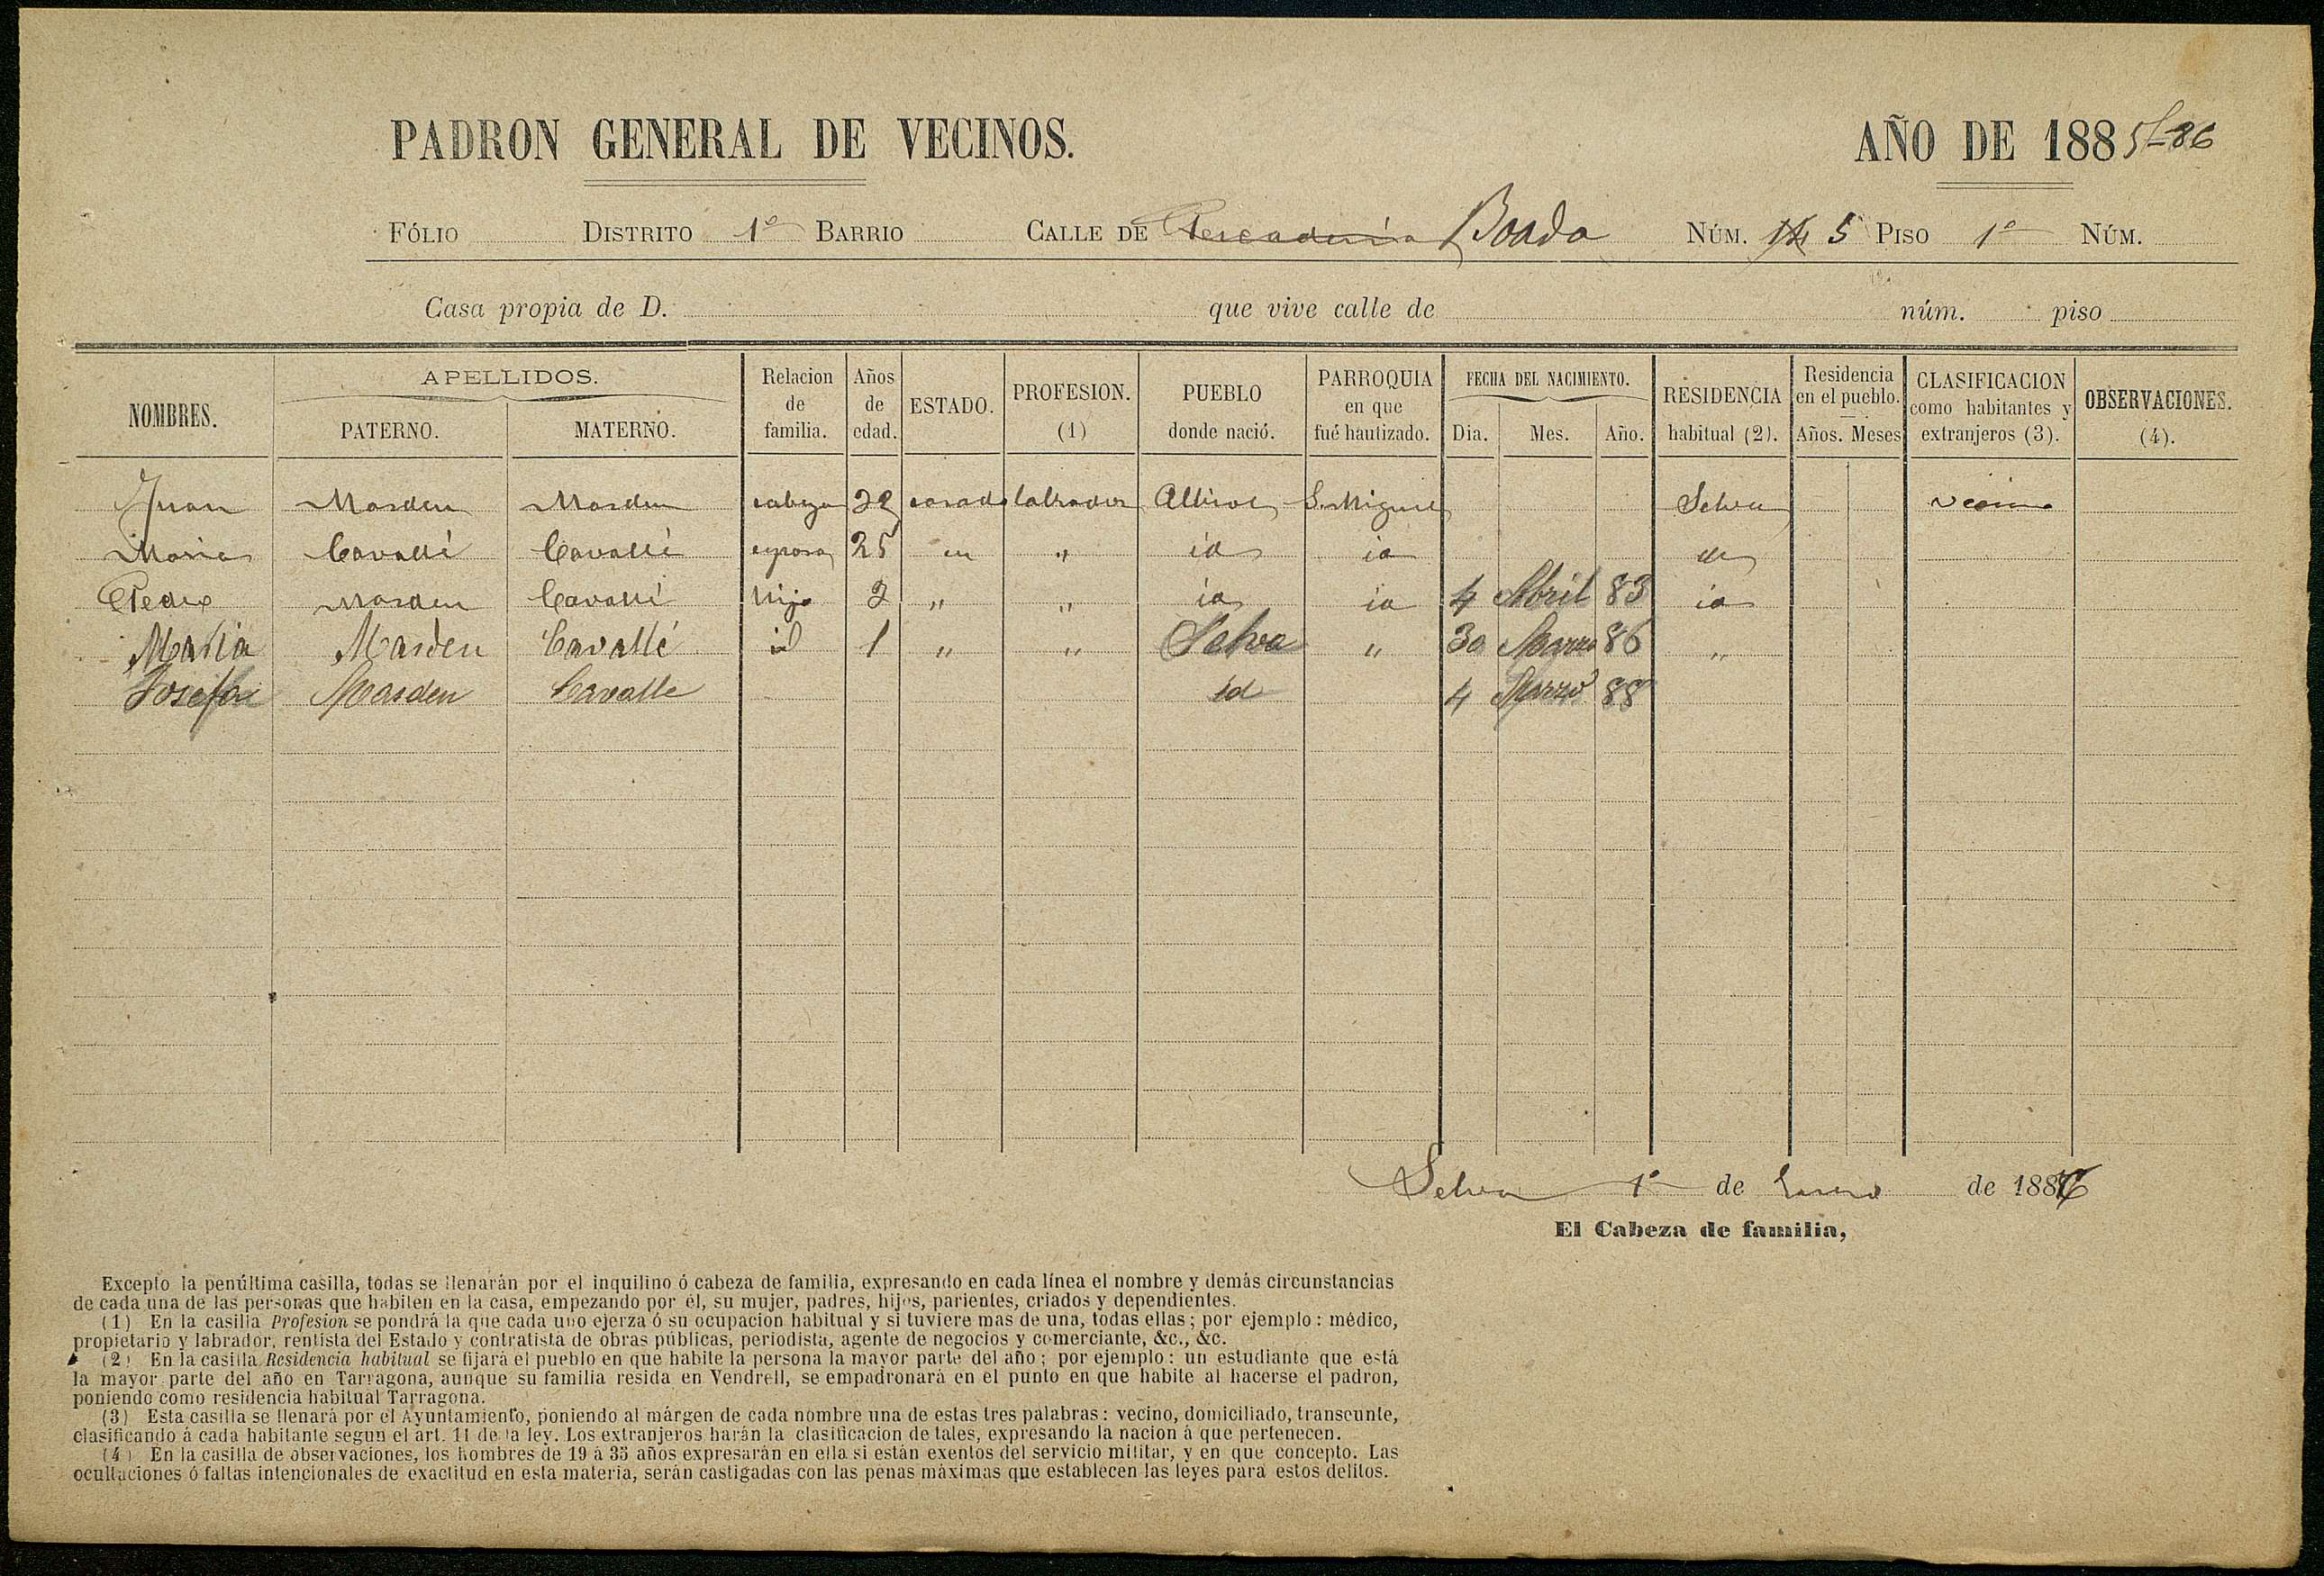 PADRON GENERAL DE VECINOS. AÑO DE 1885-86
FÓLIO DISTRITO 1º BARRIO CALLE DE Pescaderia Boada NÚM. 14 5 PISO 1º NÚM.
Casa propia de D. que vive calle de núm. piso
NOMBRES. APELLIDOS. PATERNO. MATERNO. Relacion de familia. Años de edad. ESTADO. PROFESION. (1) PUEBLO donde nació. PARROQUIA en que fué bautizado. FECHA DEL NACIMIENTO. Dia. Mes. Año. RESIDENCIA habitual (2). Residencia en el pueblo. Años. Meses CLASIFICACION como habitantes y extranjeros (3). OBSERVACIONES. (4).
Juan Masdeu Masdeu cabeza casado labrador Albiol S. Miguel Selva vecino
Maria Cavallé Cavallé esposa 25 id " id id id
Pedro Masdeu Cavallé hijo 2 " " id id 4 Abril 83 id
Maria Masdeu Cavallé id 1 " " Selva " 30 Marzo 86 "
Josefa Masdeu Cavalle id 4 Marzo 88
Selva 1º de Enero de 1886
El Cabeza de familia,
Excepto la penúltima casilla, todas se llenarán por el inquilino ó cabeza de familia, expresando en cada línea el nombre y demás circunstancias
de cada una de las personas que habiten en la casa, empezando por él, su mujer, padres, hijos, parientes, criados y dependientes.
(1) En la casilla Profesion se pondrá la que cada uno ejerza ó su ocupacion habitual y si tuviere mas de una, todas ellas; por ejemplo: médico,
propietario y labrador, rentista del Estado y contratista de obras públicas, periodista, agente de negocios y comerciante, &c., &c.
(2) En la casilla Residencia habitual se fijará el pueblo en que habite la persona la mayor parte del año; por ejemplo: un estudiante que está
la mayor parte del año en Tarragona, aunque su familia resida en Vendrell, se empadronará en el punto en que habite al hacerse el padron,
poniendo como residencia habitual Tarragona.
(3) Esta casilla se llenará por el Ayuntamiento, poniendo al márgen de cada nombre una de estas tres palabras: vecino, domiciliado, transeunte,
clasificando á cada habitante segun el art. 11 de la ley. Los extranjeros harán la clasificacion de tales, expresando la nacion á que pertenecen.
(4) En la casilla de observaciones, los hombres de 19 á 35 años expresarán en ella si están exentos del servicio militar, y en que concepto. Las
ocultaciones ó faltas intencionales de exactitud en esta materia, serán castigadas con las penas máximas que establecen las leyes para estos delitos.